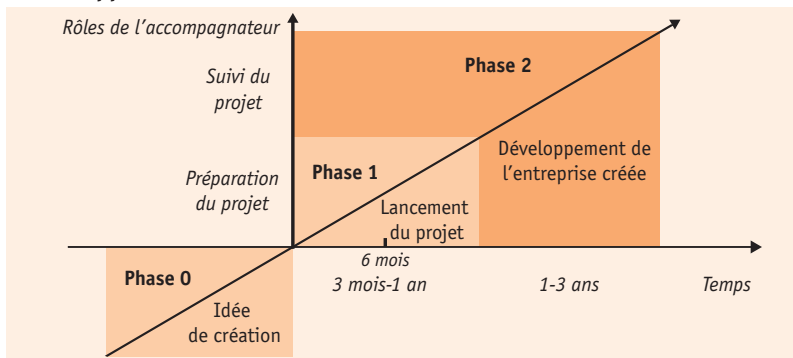 Rôles de l'accompagnateur
Phase 2
Suivi du
projet
Développement de
l'entreprise créée
Phase 1
Préparation
du projet
Lancement
du projet
6 mois
3 mois-1 an
1-3 ans
Temps
Phase 0
Idée
de création